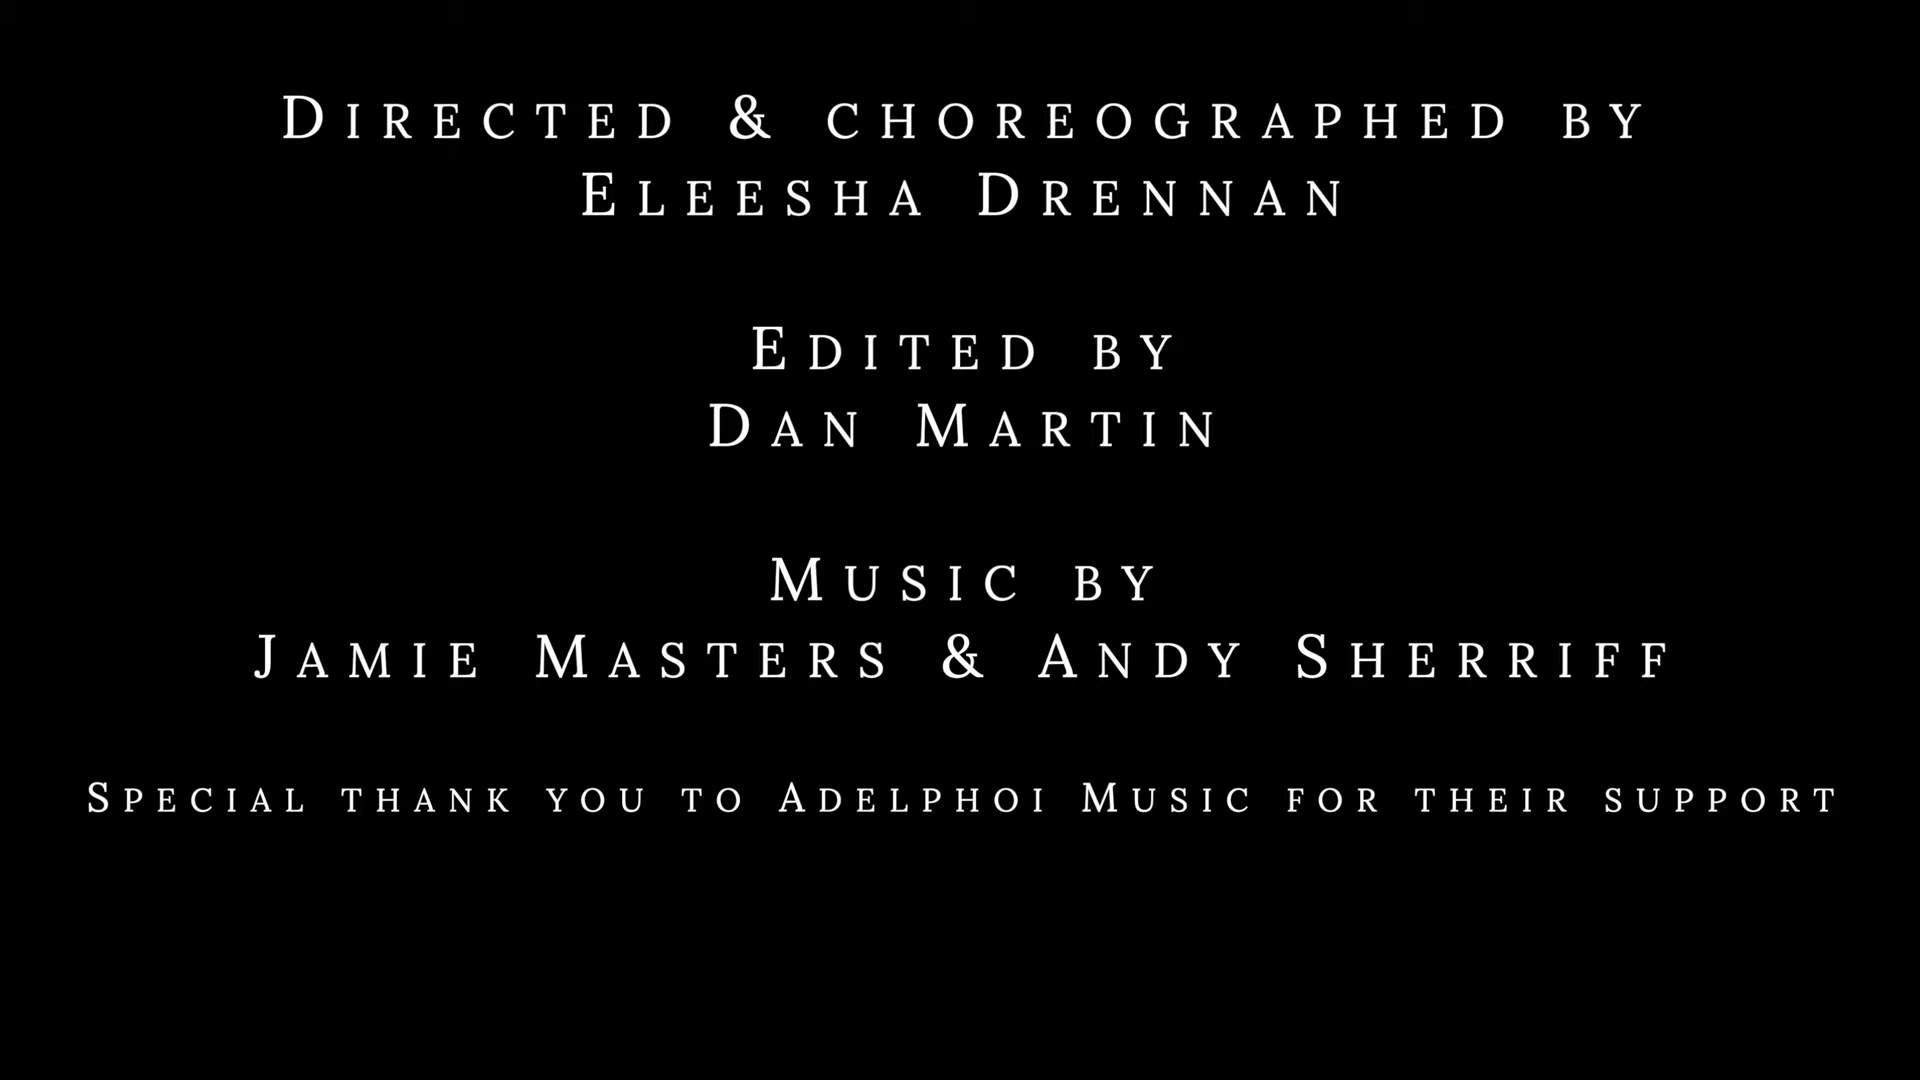 Directed & choreographed by
Eleesha Drennan
Edited by
Dan Martin
Music by
Jamie Masters & Andy Sherriff
Special thank you to Adelphoi Music for their support